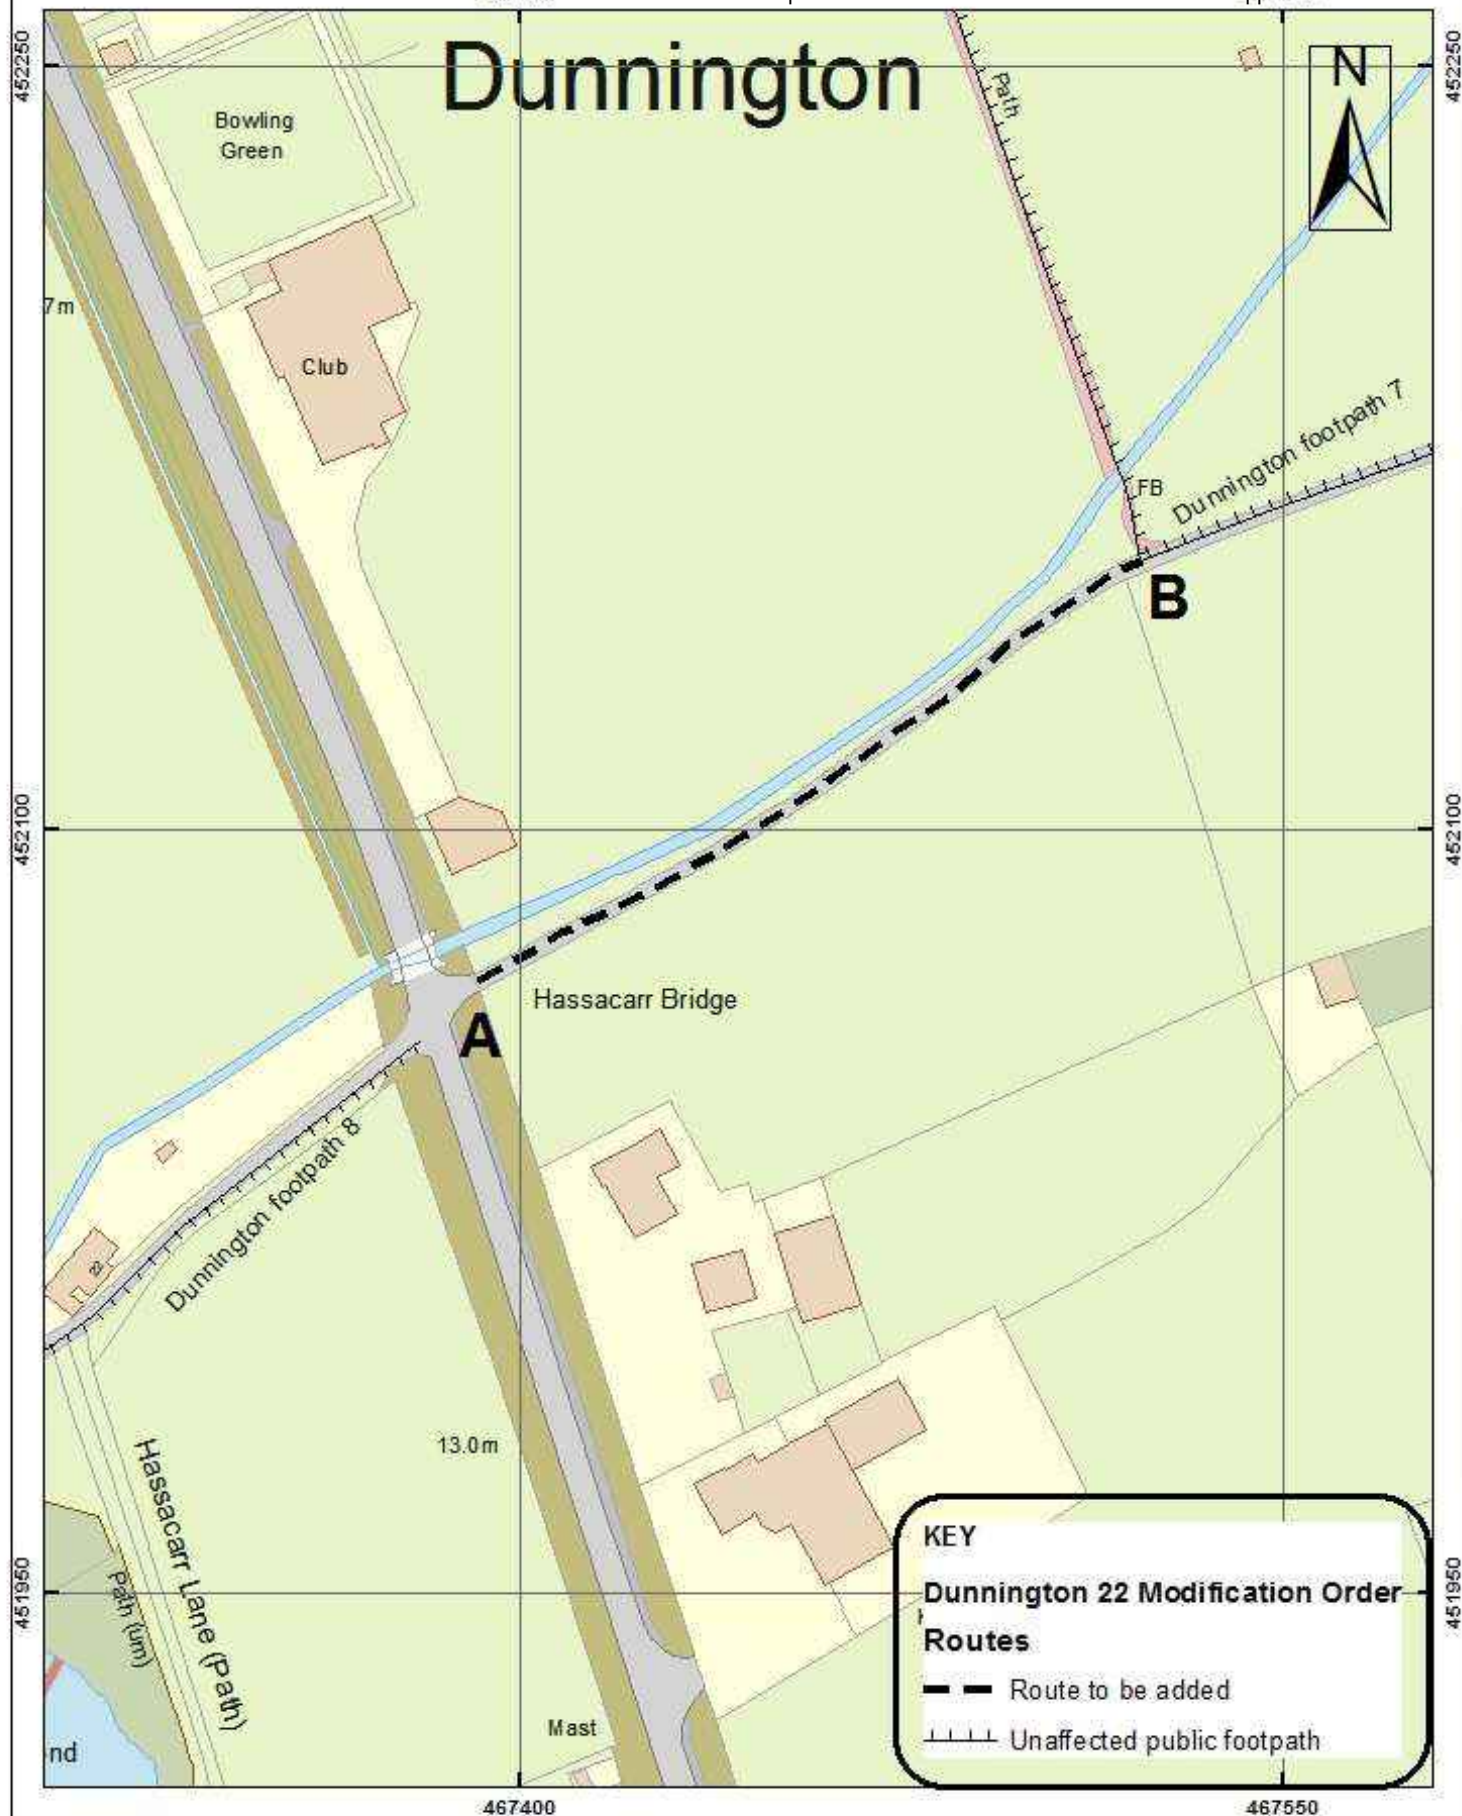 Dunnington
N
452250
452250
Path
Bowling
Green
7m
Club
Dunnington footpath 7
FB
B
452100
452100
Hassacarr Bridge
A
Dunnington footpath 8
22
13.0m
Hassacarr Lane (Path)
Path (um)
451950
451950
KEY
Dunnington 22 Modification Order
Routes
Route to be added
Unaffected public footpath
Mast
nd
467400
467550